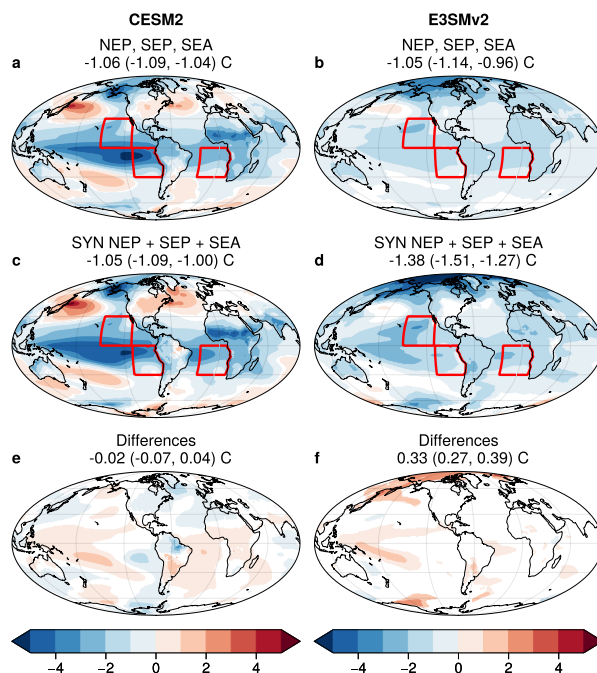 CESM2
E3SMv2
NEP, SEP, SEA
a
-1.06 (-1.09, -1.04) C
NEP, SEP, SEA
b
-1.05 (-1.14, -0.96) C
SYN NEP + SEP + SEA
c
-1.05 (-1.09, -1.00) C
SYN NEP + SEP + SEA
d
-1.38 (-1.51, -1.27) C
Differences
e
-0.02 (-0.07, 0.04) C
Differences
f
0.33 (0.27, 0.39) C
−4 −2 0 2 4
−4 −2 0 2 4